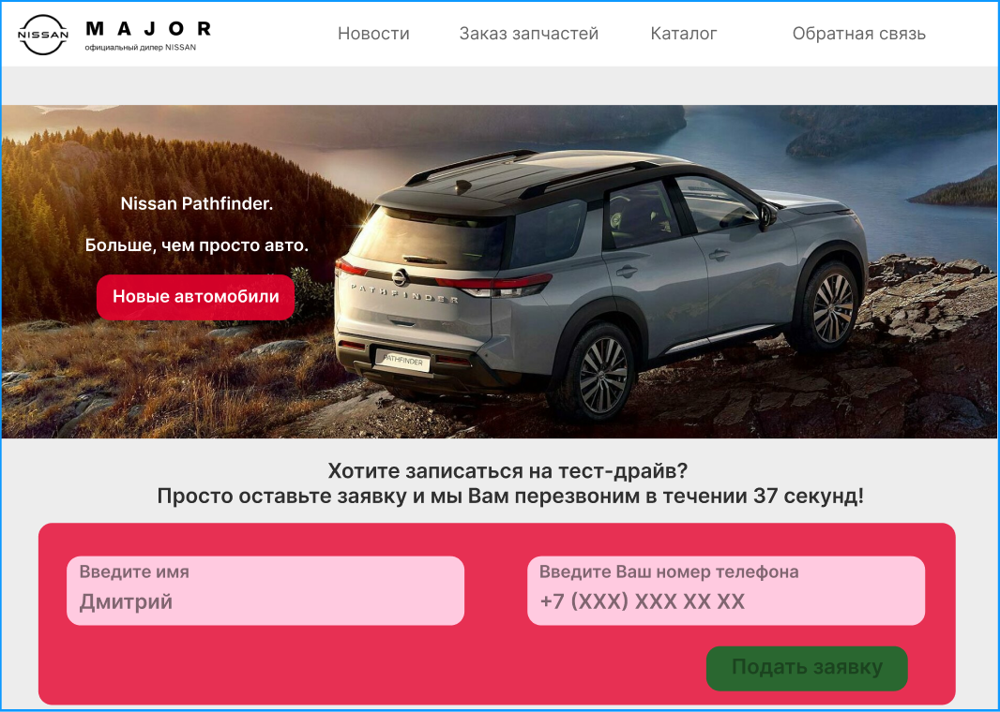 NISSAN
MAJOR
официальный дилер NISSAN
Новости
Заказ запчастей
Каталог
Обратная связь
Nissan Pathfinder.
Больше, чем просто авто.
Новые автомобили
PATHFINDER
PATHFINDER
Хотите записаться на тест-драйв?
Просто оставьте заявку и мы Вам перезвоним в течении 37 секунд!
Введите имя
Дмитрий
Введите Ваш номер телефона
+7 (XXX) XXX XX XX
Подать заявку